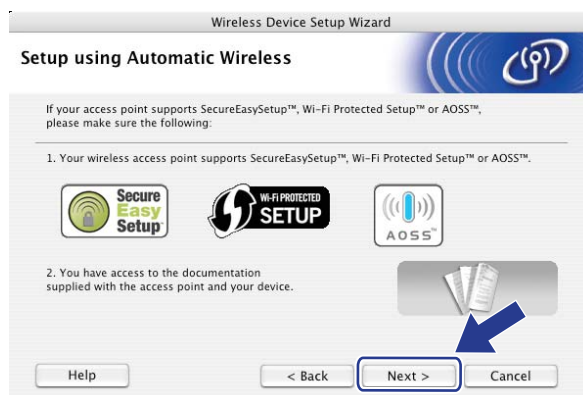 Wireless Device Setup Wizard
Setup using Automatic Wireless
If your access point supports SecureEasySetup™, Wi-Fi Protected Setup™ or AOSS™,
please make sure the following:
1. Your wireless access point supports SecureEasySetup™, Wi-Fi Protected Setup™ or AOSS™.
Secure
Easy
Setup
WI-FI PROTECTED
SETUP
AOSS™
2. You have access to the documentation
supplied with the access point and your device.
Help
< Back
Next >
Cancel